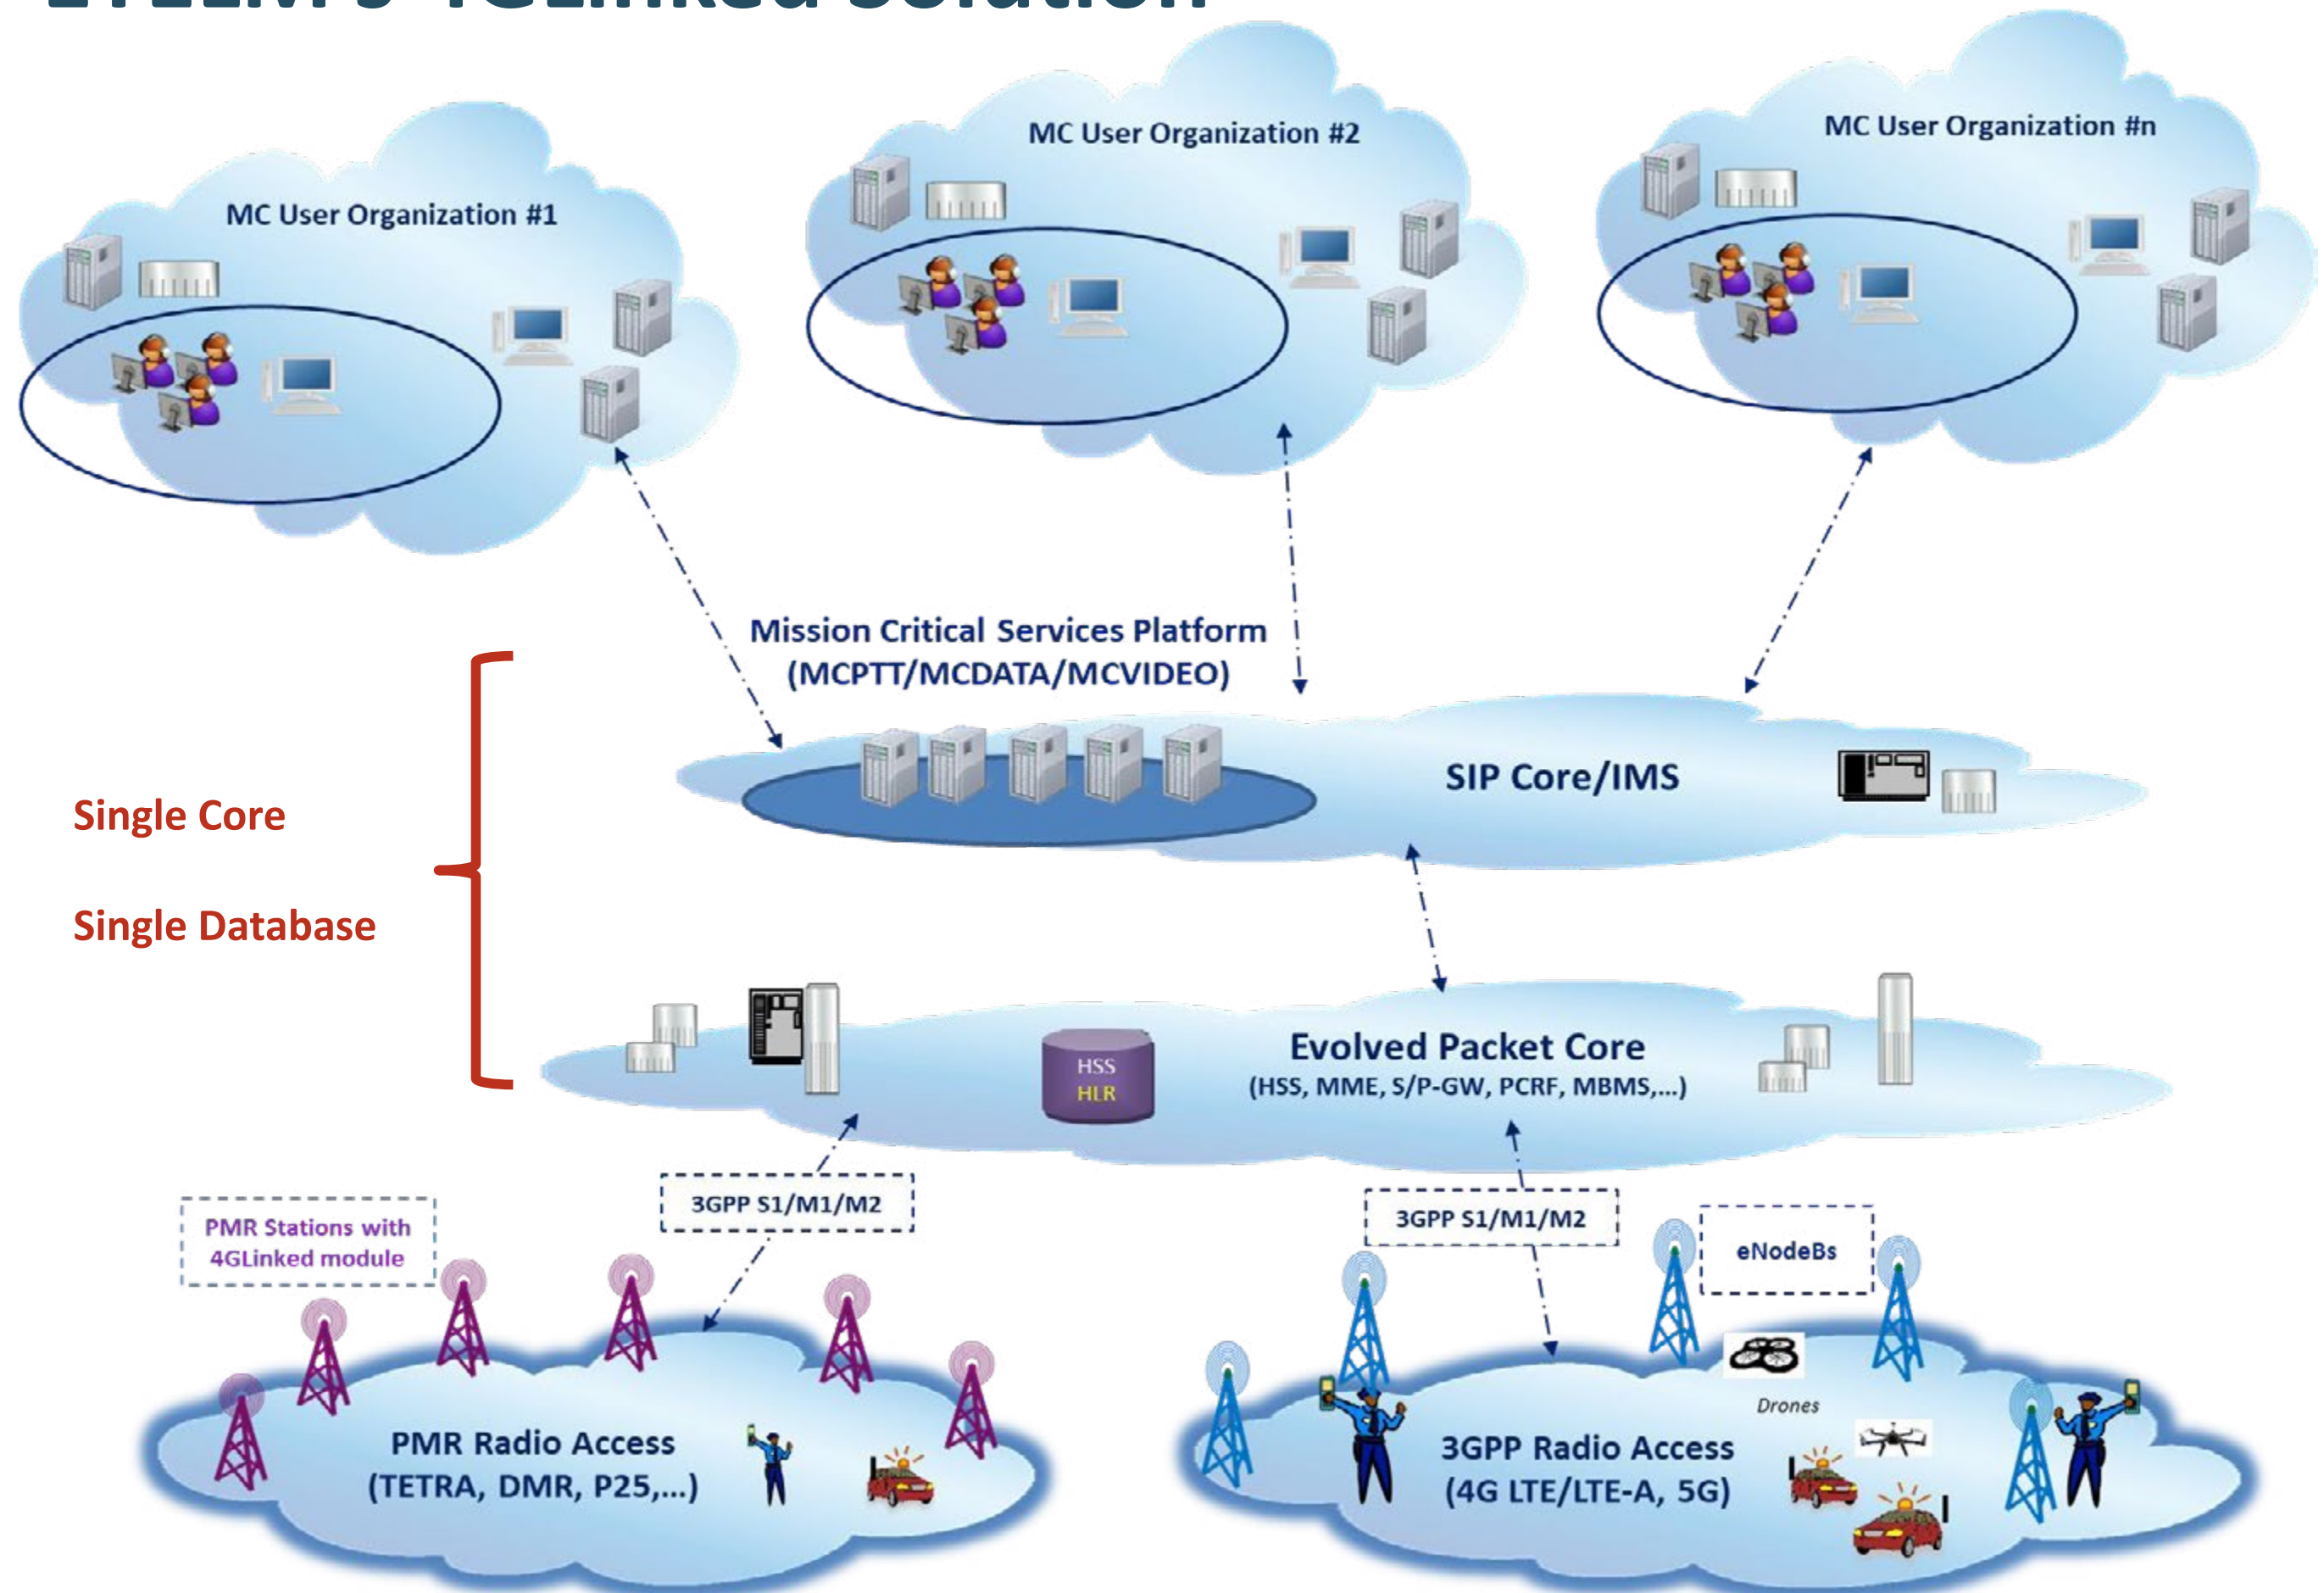 4GLinked solution
MC User Organization #1
MC User Organization #2
MC User Organization #n
Mission Critical Services Platform
(MCPTT/MCDATA/MCVIDEO)
SIP Core/IMS
Single Core
Single Database
HSS
HLR
Evolved Packet Core
(HSS, MME, S/P-GW, PCRF, MBMS,...)
3GPP S1/M1/M2
3GPP S1/M1/M2
PMR Stations with
4GLinked module
eNodeBs
Drones
PMR Radio Access
(TETRA, DMR, P25,...)
3GPP Radio Access
(4G LTE/LTE-A, 5G)